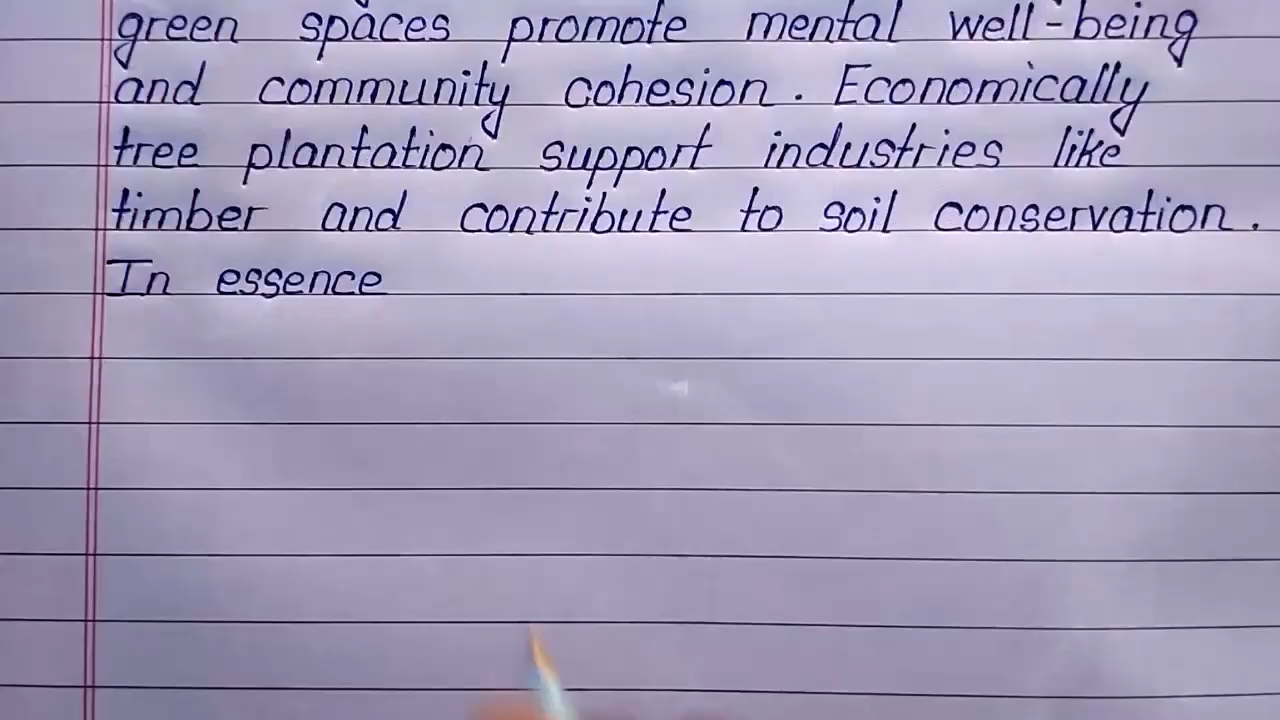 green spaces promote mental well-being
and community cohesion. Economically
tree plantation support industries like
timber and contribute to soil conservation.
In essence